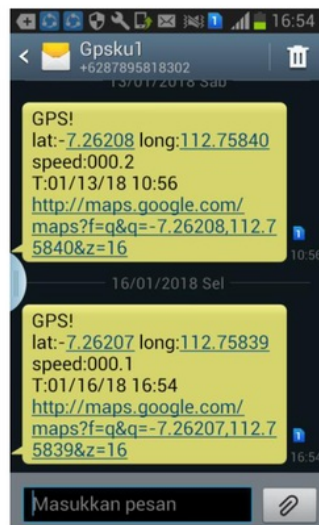 16:54
Gpsku1
+6287895818302
13/01/2018 Sab
GPS!
lat:-7.26208 long:112.75840
speed:000.2
T:01/13/18 10:56
http://maps.google.com/
maps?f=q&q=-7.26208,112.7
5840&z=16
10:56
16/01/2018 Sel
GPS!
lat:-7.26207 long:112.75839
speed:000.1
T:01/16/18 16:54
http://maps.google.com/
maps?f=q&q=-7.26207,112.7
5839&z=16
16:54
Masukkan pesan